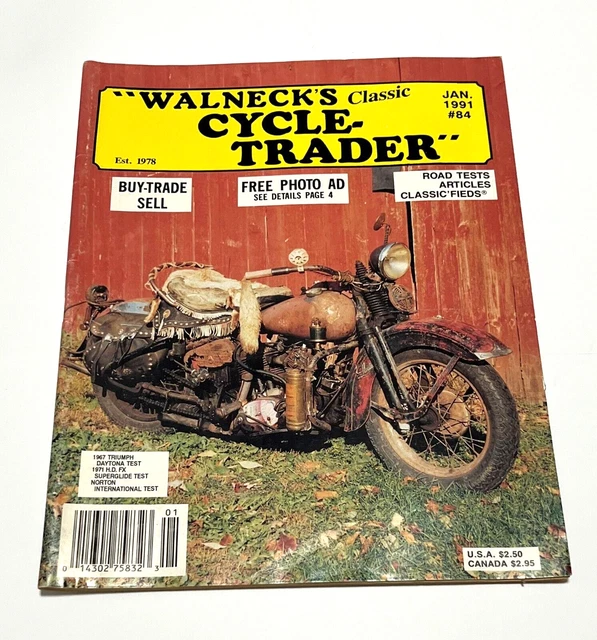 "WALNECK'S Classic
CYCLE-
TRADER"
Est. 1978
JAN.
1991
#84
BUY-TRADE
SELL
FREE PHOTO AD
SEE DETAILS PAGE 4
ROAD TESTS
ARTICLES
CLASSIC'FIEDS®
1967 TRIUMPH
DAYTONA TEST
1971 H.D. FX
SUPERGLIDE TEST
NORTON
INTERNATIONAL TEST
01
0 14302 75832 3
U.S.A. $2.50
CANADA $2.95